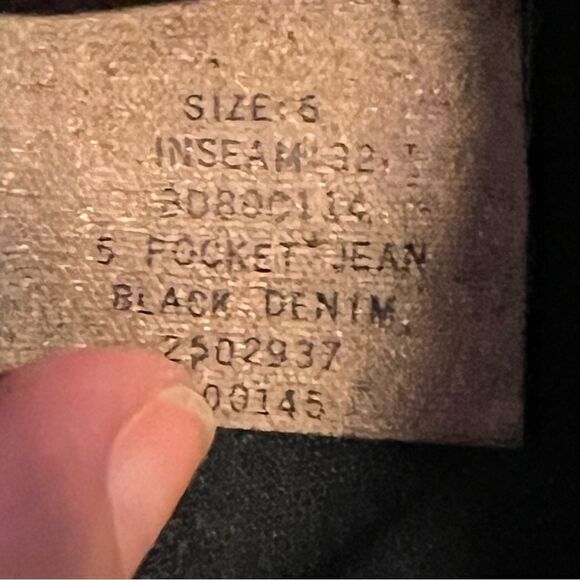 SIZE: 6
INSEAM 32
5 POCKET JEAN
BLACK DENIM
2502937
00145